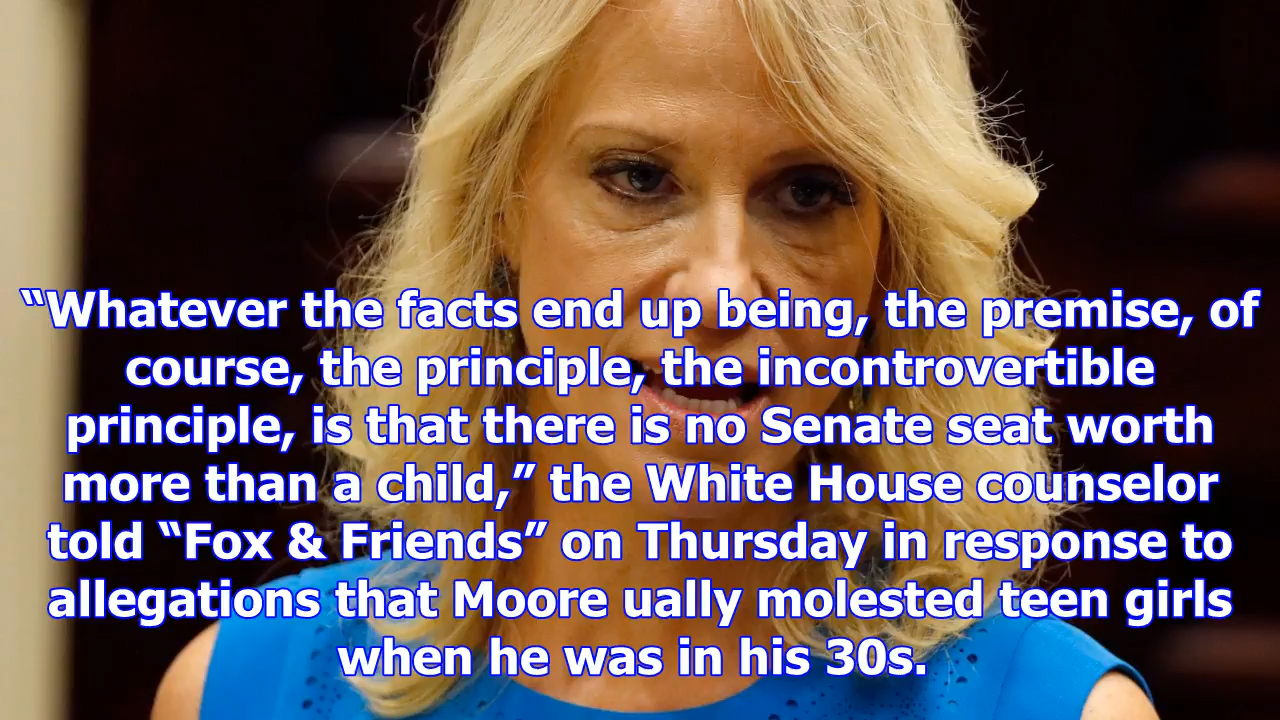 “Whatever the facts end up being, the premise, of
course, the principle, the incontrovertible
principle, is that there is no Senate seat worth
more than a child,” the White House counselor
told “Fox & Friends” on Thursday in response to
allegations that Moore ually molested teen girls
when he was in his 30s.